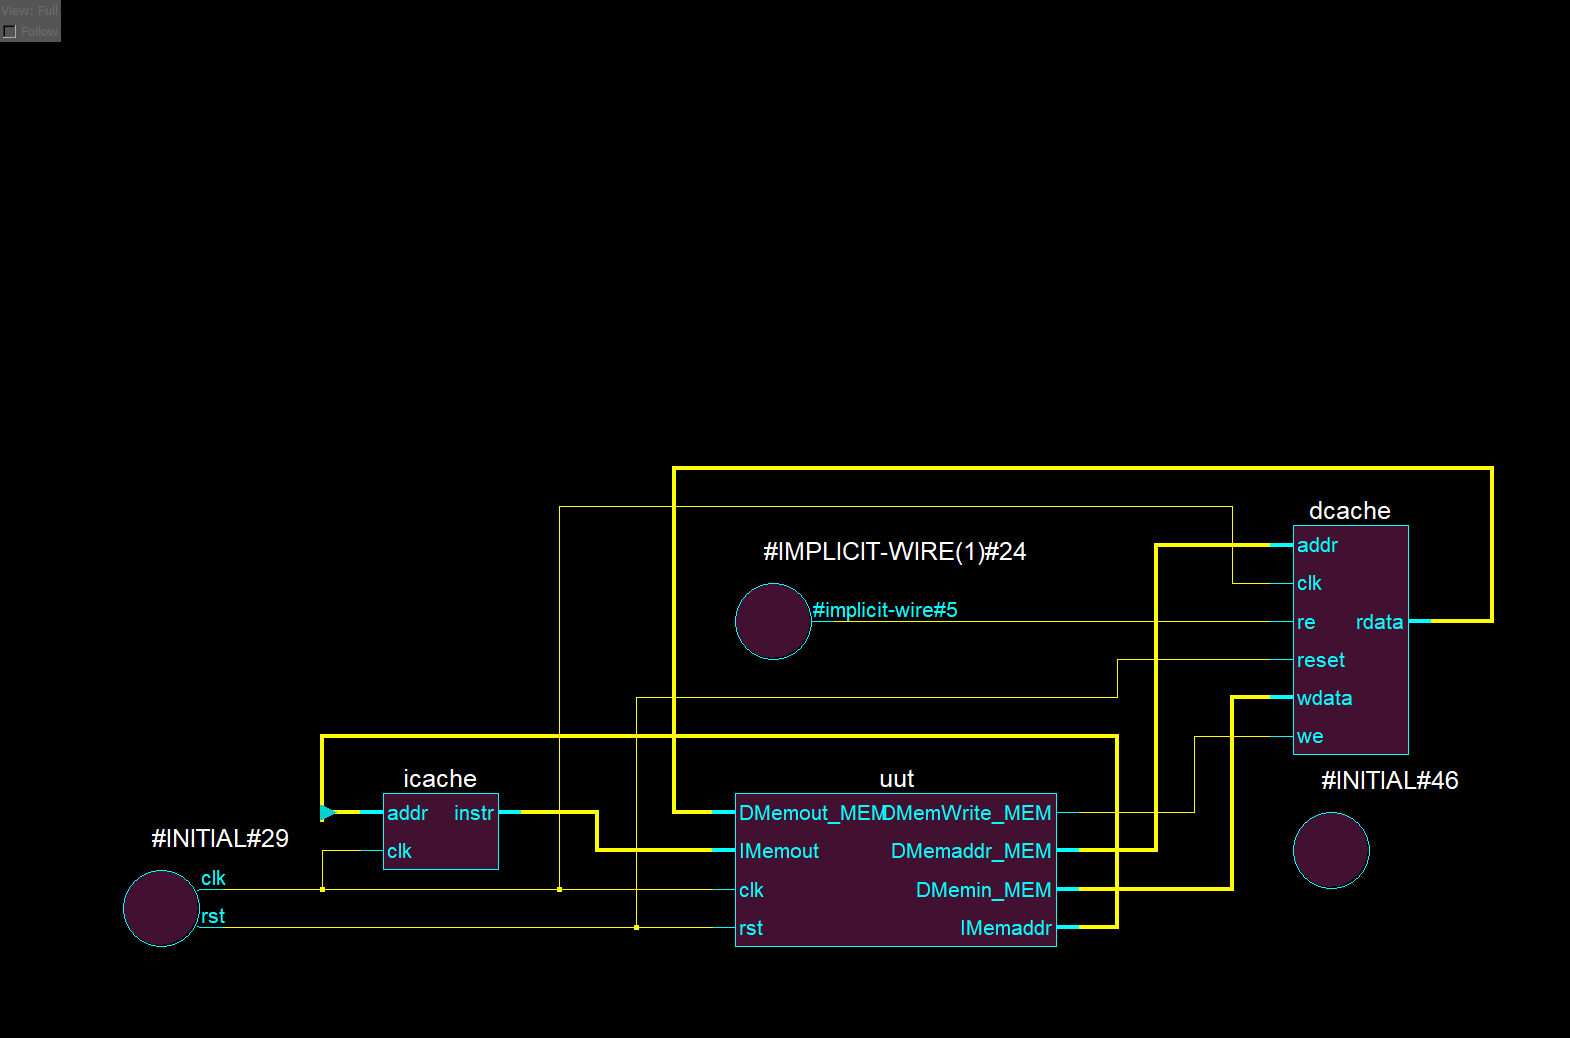 View: Full
Follow
dcache
addr
clk
re
rdata
reset
wdata
we
#IMPLICIT-WIRE(1)#24
#implicit-wire#5
icache
addr
instr
clk
uut
DMemout_MEM
DMemWrite_MEM
IMemout
DMemaddr_MEM
clk
DMemin_MEM
rst
IMemaddr
#INITIAL#46
#INITIAL#29
clk
rst